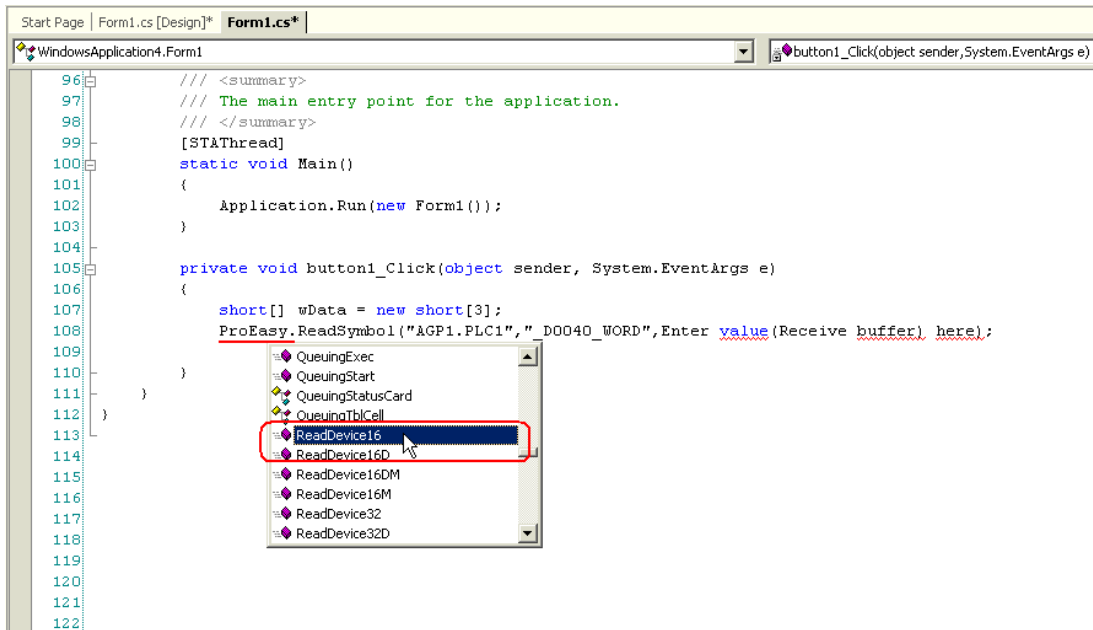 Start Page Form1.cs [Design]* Form1.cs*
WindowsApplication4.Form1 button1_Click(object sender,System.EventArgs e)
96 /// <summary>
97 /// The main entry point for the application.
98 /// </summary>
99 [STAThread]
100 static void Main()
101 {
102 Application.Run(new Form1());
103 }
104
105 private void button1_Click(object sender, System.EventArgs e)
106 {
107 short[] wData = new short[3];
108 ProEasy.ReadSymbol("AGP1.PLC1","_D0040_WORD",Enter value(Receive buffer) here);
109
110 }
111 }
112 }
113
114
115
116
117
118
119
120
121
122
QueuingExec
QueuingStart
QueuingStatusCard
QueuingTblCell
ReadDevice16
ReadDevice16D
ReadDevice16DM
ReadDevice16M
ReadDevice32
ReadDevice32D